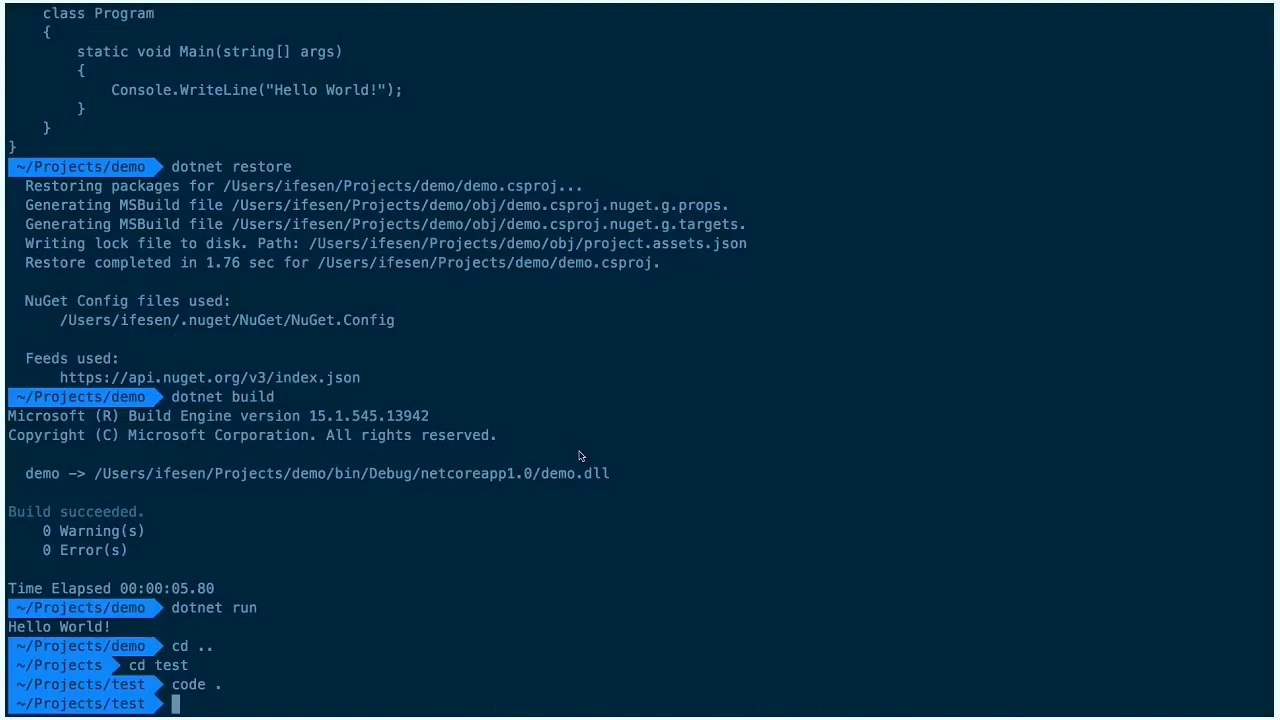 class Program
{
static void Main(string[] args)
{
Console.WriteLine("Hello World!");
}
}
}
~/Projects/demo dotnet restore
Restoring packages for /Users/ifesen/Projects/demo/demo.csproj...
Generating MSBuild file /Users/ifesen/Projects/demo/obj/demo.csproj.nuget.g.props.
Generating MSBuild file /Users/ifesen/Projects/demo/obj/demo.csproj.nuget.g.targets.
Writing lock file to disk. Path: /Users/ifesen/Projects/demo/obj/project.assets.json
Restore completed in 1.76 sec for /Users/ifesen/Projects/demo/demo.csproj.
NuGet Config files used:
/Users/ifesen/.nuget/NuGet/NuGet.Config
Feeds used:
https://api.nuget.org/v3/index.json
~/Projects/demo dotnet build
Microsoft (R) Build Engine version 15.1.545.13942
Copyright (C) Microsoft Corporation. All rights reserved.
demo -> /Users/ifesen/Projects/demo/bin/Debug/netcoreapp1.0/demo.dll
Build succeeded.
0 Warning(s)
0 Error(s)
Time Elapsed 00:00:05.80
~/Projects/demo dotnet run
Hello World!
~/Projects/demo cd ..
~/Projects cd test
~/Projects/test code .
~/Projects/test